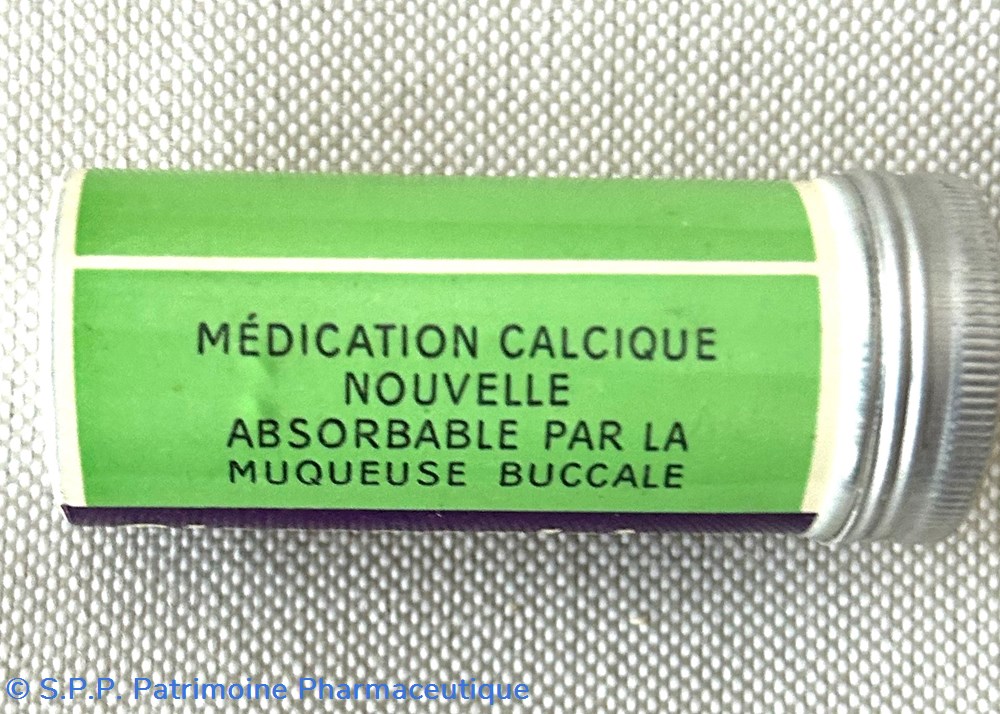 MÉDICATION CALCIQUE
NOUVELLE
ABSORBABLE PAR LA
MUQUEUSE BUCCALE
© S.P.P. Patrimoine Pharmaceutique